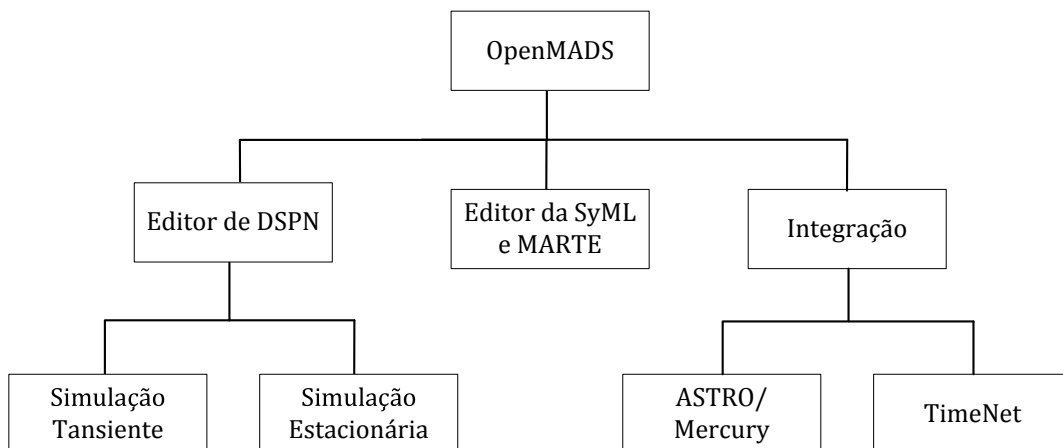 OpenMADS
Editor de DSPN
Editor da SyML
e MARTE
Integração
Simulação
Tansiente
Simulação
Estacionária
ASTRO/
Mercury
TimeNet